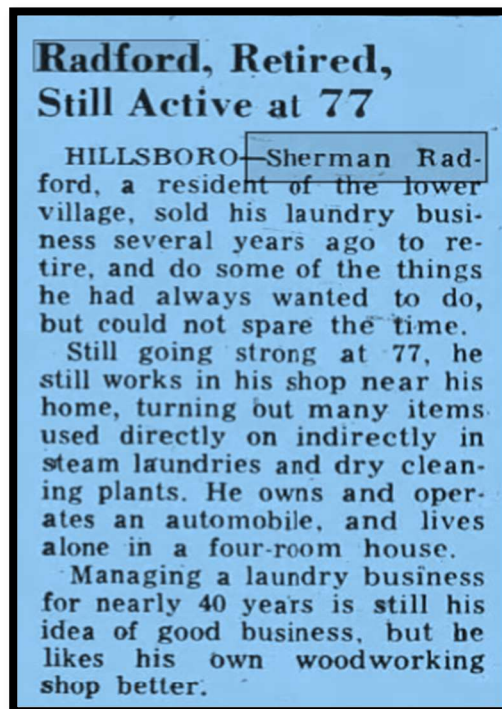 Radford, Retired,
Still Active at 77
HILLSBORO—Sherman Rad-
ford, a resident of the lower
village, sold his laundry busi-
ness several years ago to re-
tire, and do some of the things
he had always wanted to do,
but could not spare the time.
Still going strong at 77, he
still works in his shop near his
home, turning out many items
used directly on indirectly in
steam laundries and dry clean-
ing plants. He owns and oper-
ates an automobile, and lives
alone in a four-room house.
Managing a laundry business
for nearly 40 years is still his
idea of good business, but he
likes his own woodworking
shop better.